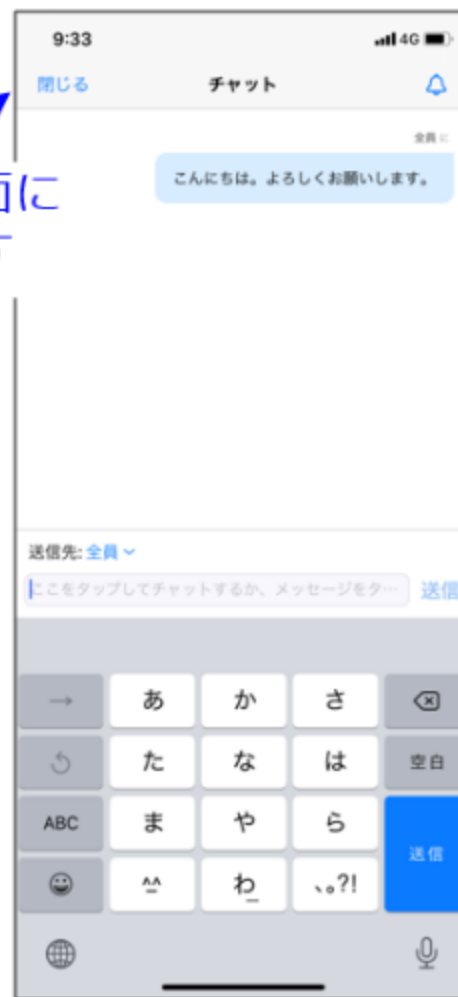 9:33
4G
閉じる
チャット
全員 に
こんにちは。よろしくお願いします。
面に
送信先: 全員
ここをタップしてチャットするか、メッセージをタ…
送信
→ あ か さ
た な は 空白
ABC ま や ら
送信
^^ わ_ 、。?!